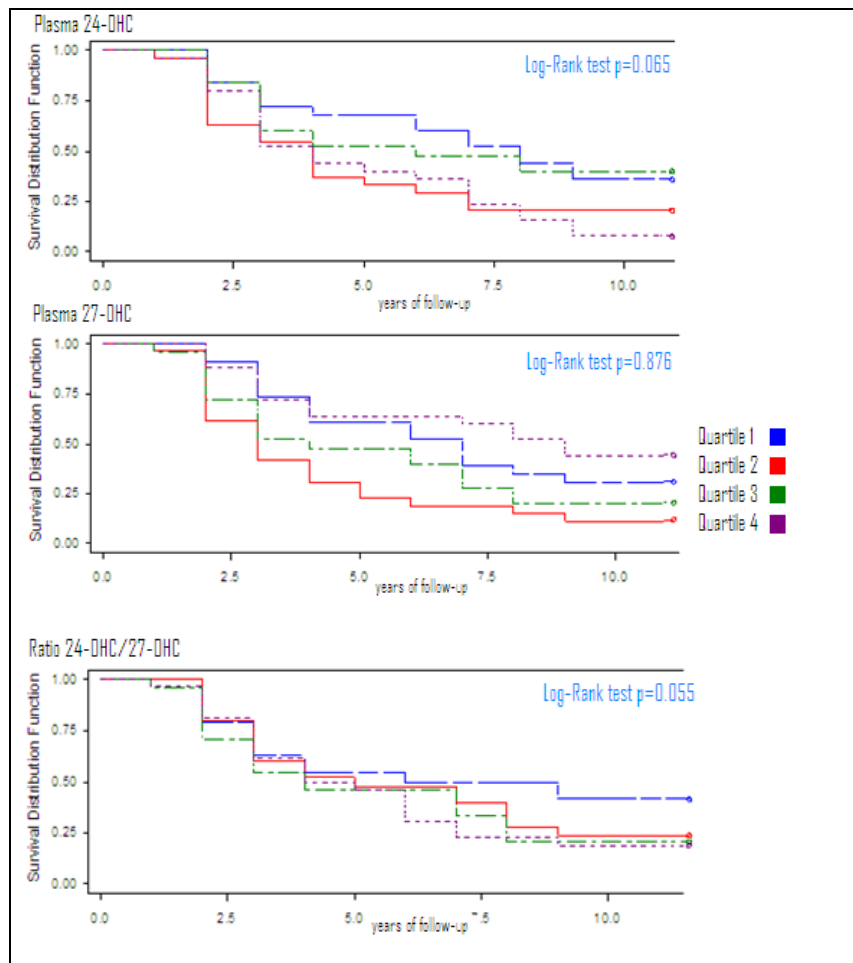 Plasma 24-OHC
Log-Rank test p=0.065
Survival Distribution Function
1.00
0.75
0.50
0.25
0.00
0.0 2.5 5.0 7.5 10.0
years of follow-up
Plasma 27-OHC
Log-Rank test p=0.876
Survival Distribution Function
1.00
0.75
0.50
0.25
0.00
0.0 2.5 5.0 7.5 10.0
years of follow-up
Quartile 1
Quartile 2
Quartile 3
Quartile 4
Ratio 24-OHC/27-OHC
Log-Rank test p=0.055
Survival Distribution Function
1.00
0.75
0.50
0.25
0.00
0.0 2.5 5.0 7.5 10.0
years of follow-up